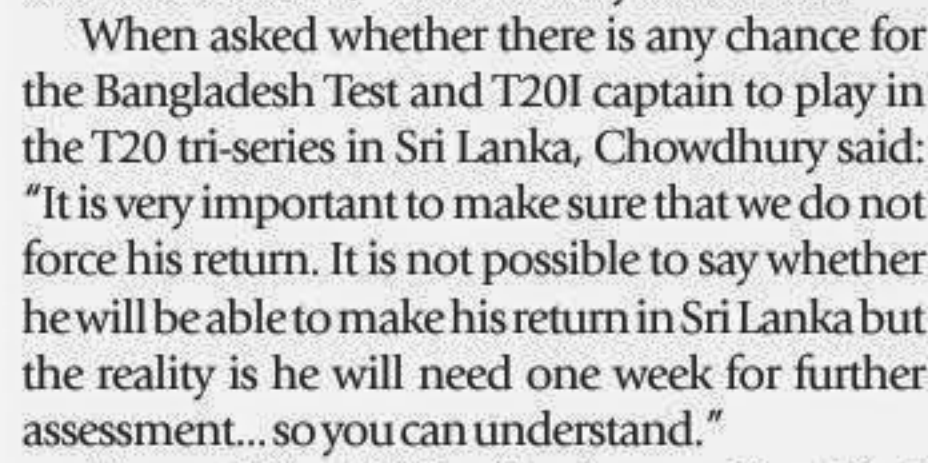 When asked whether there is any chance for
the Bangladesh Test and T20I captain to play in
the T20 tri-series in Sri Lanka, Chowdhury said:
“It is very important to make sure that we do not
force his return. It is not possible to say whether
he will be able to make his return in Sri Lanka but
the reality is he will need one week for further
assessment... so you can understand.”